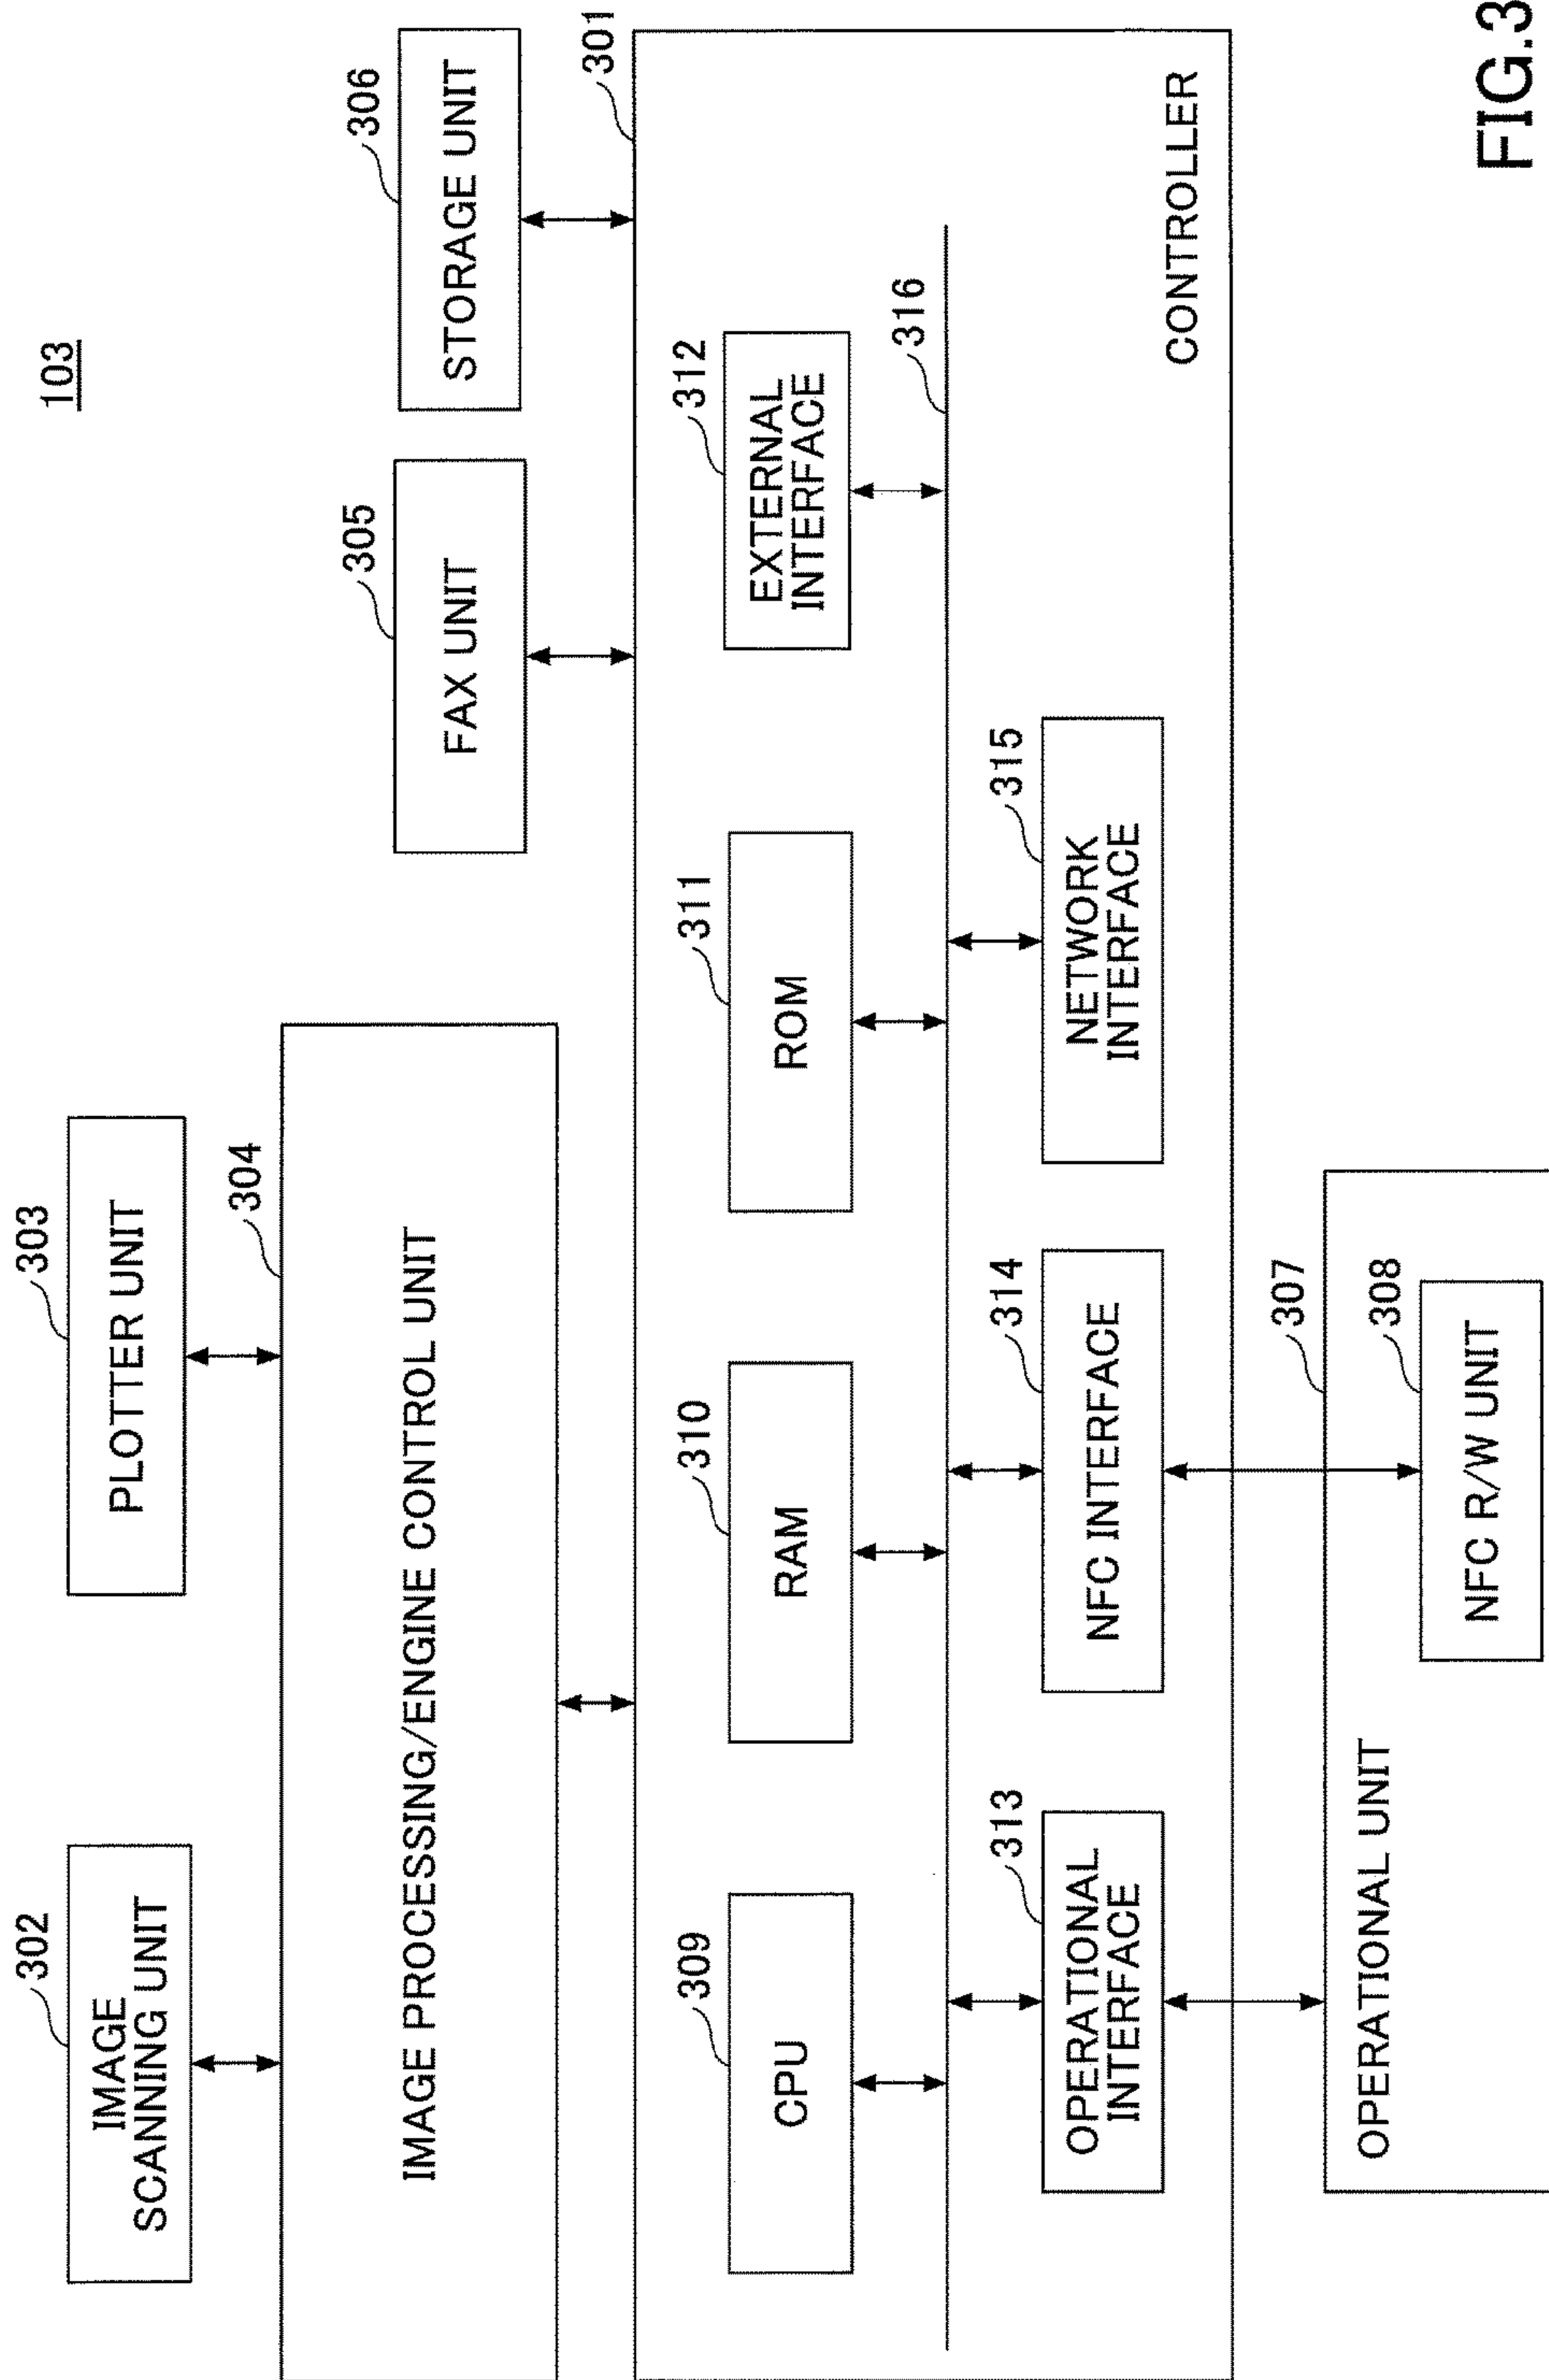 103
302
IMAGE
SCANNING UNIT
303
PLOTTER UNIT
304
IMAGE PROCESSING/ENGINE CONTROL UNIT
305
FAX UNIT
306
STORAGE UNIT
301
309
CPU
310
RAM
311
ROM
312
EXTERNAL
INTERFACE
316
313
OPERATIONAL
INTERFACE
314
NFC INTERFACE
315
NETWORK
INTERFACE
CONTROLLER
307
OPERATIONAL UNIT
308
NFC R/W UNIT
FIG.3